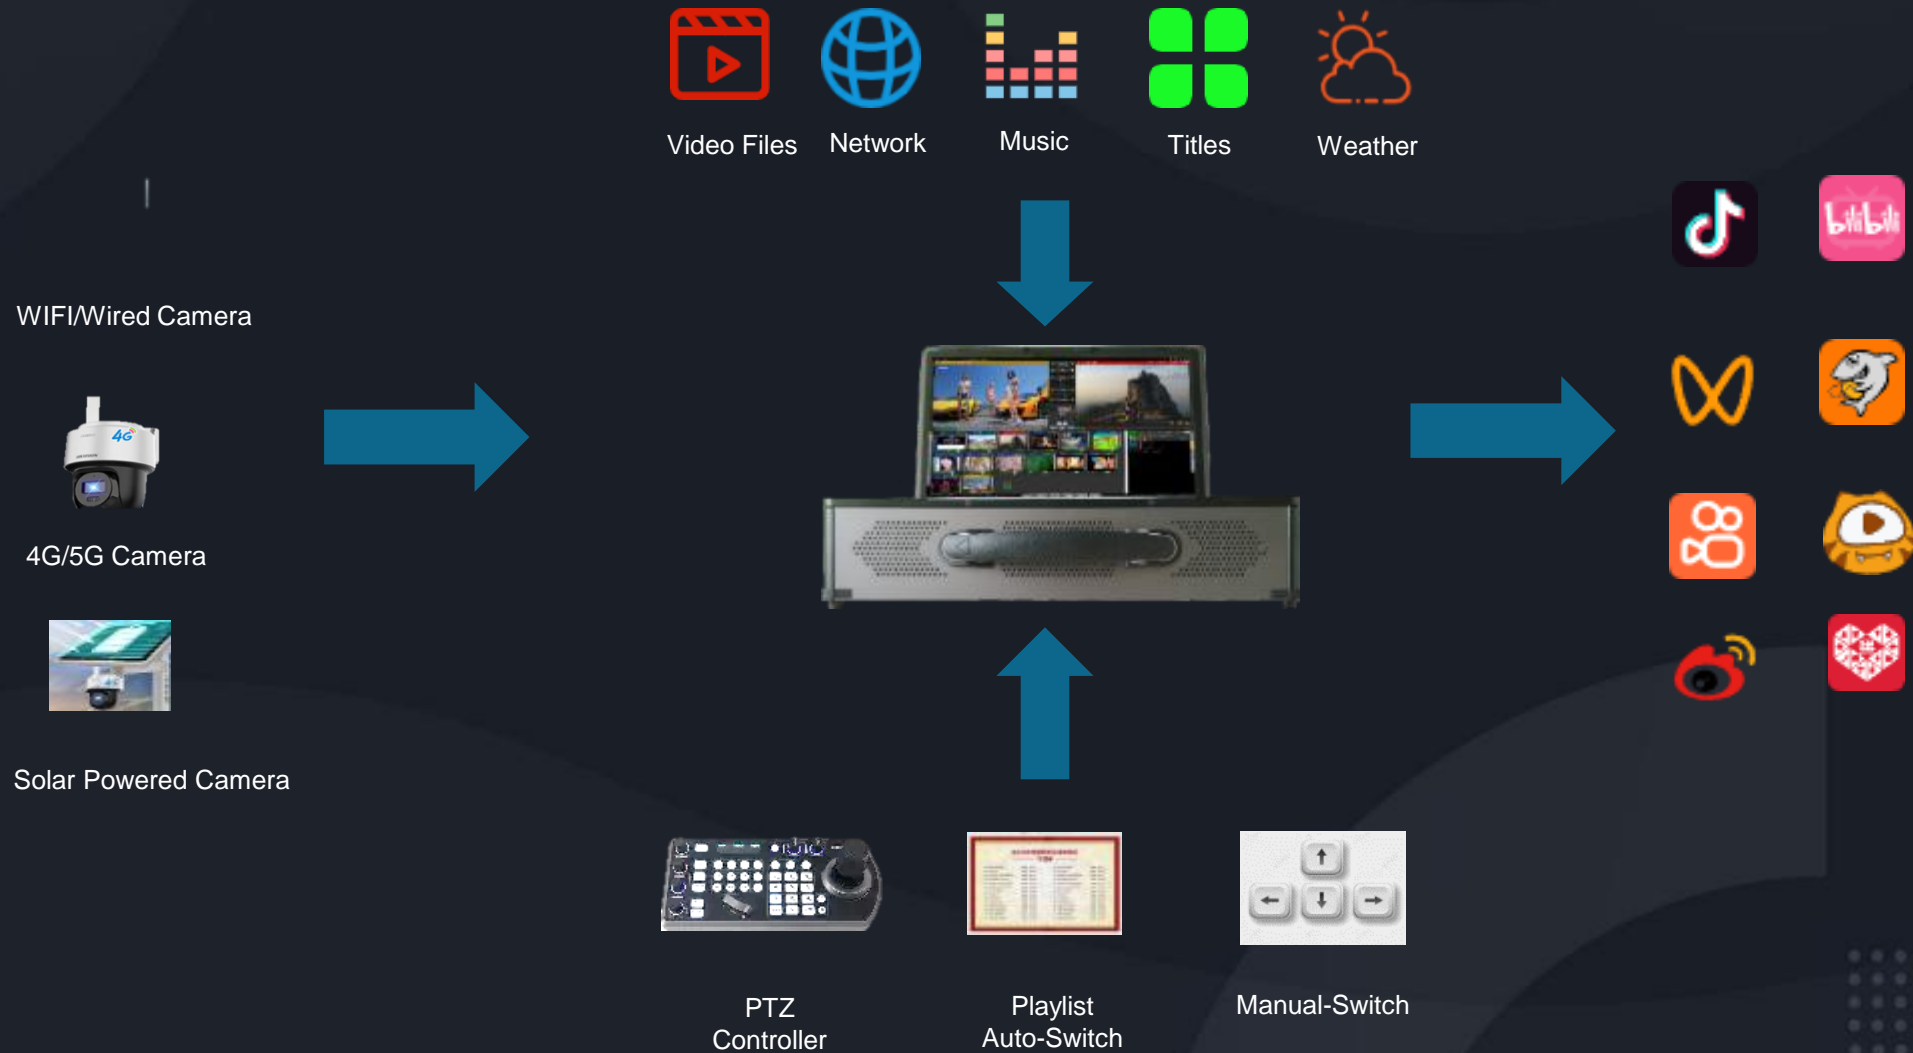 Video Files
Network
Music
Titles
Weather
bilibili
WIFI/Wired Camera
4G
4G/5G Camera
4G
Solar Powered Camera
PTZ
Controller
Playlist
Auto-Switch
Manual-Switch